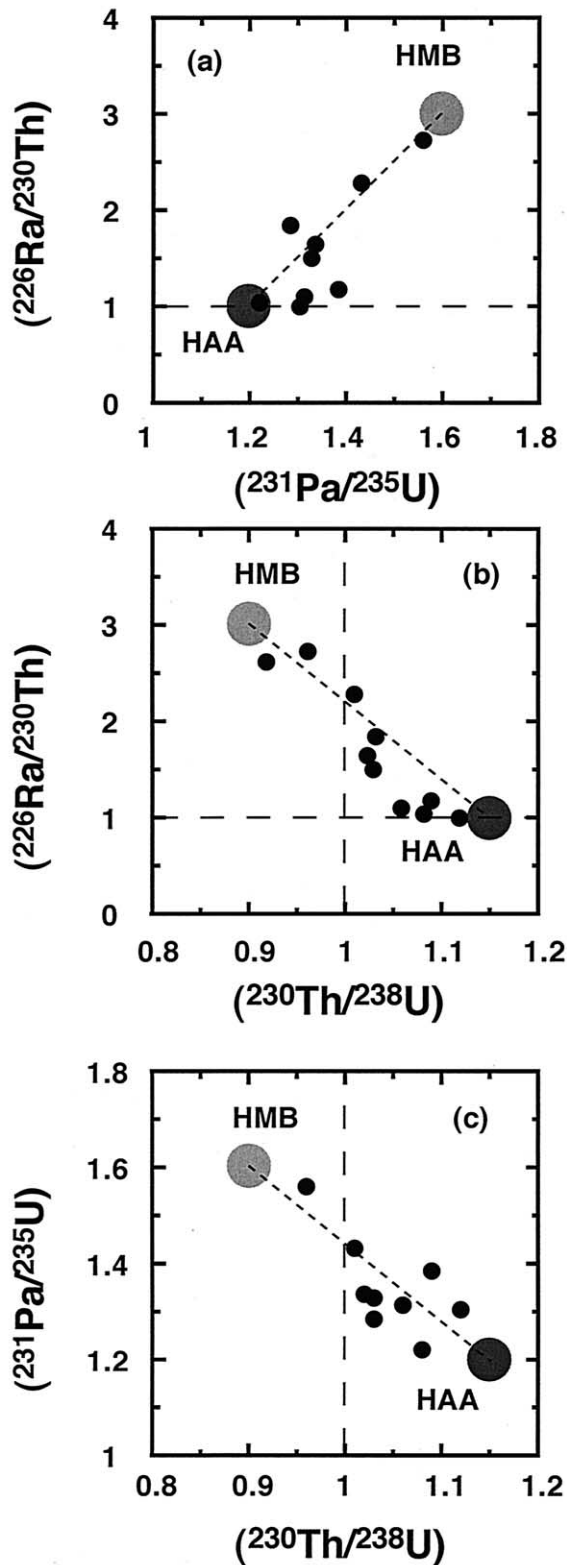 4
(a)
HMB
3
2
1
HAA
0
1
1.2
1.4
1.6
1.8
(²²⁶Ra/²³⁰Th)
(²³¹Pa/²³⁵U)
4
HMB
(b)
3
2
1
HAA
0
0.8
0.9
1
1.1
1.2
(²²⁶Ra/²³⁰Th)
(²³⁰Th/²³⁸U)
1.8
HMB
(c)
1.6
1.4
1.2
HAA
1
0.8
0.9
1
1.1
1.2
(²³¹Pa/²³⁵U)
(²³⁰Th/²³⁸U)